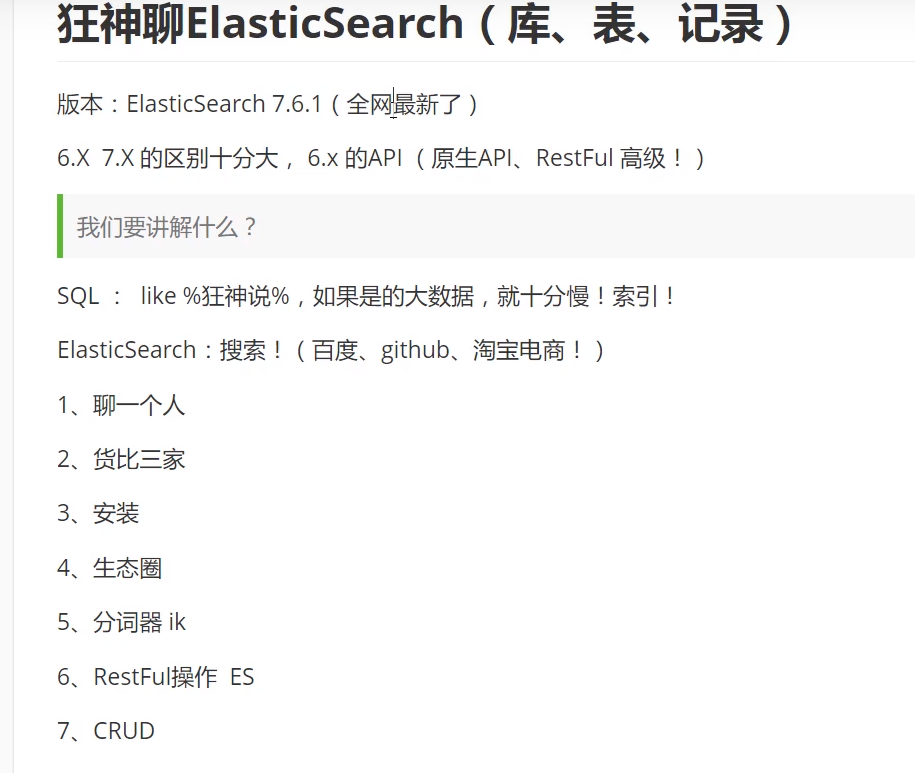 狂神聊ElasticSearch（库、表、记录）
版本：ElasticSearch 7.6.1（全网最新了）
6.X 7.X 的区别十分大， 6.x 的API （原生API、RestFul 高级！）
我们要讲解什么？
SQL ： like %狂神说%，如果是的大数据，就十分慢！索引！
ElasticSearch：搜索！（百度、github、淘宝电商！）
1、聊一个人
2、货比三家
3、安装
4、生态圈
5、分词器 ik
6、RestFul操作 ES
7、CRUD